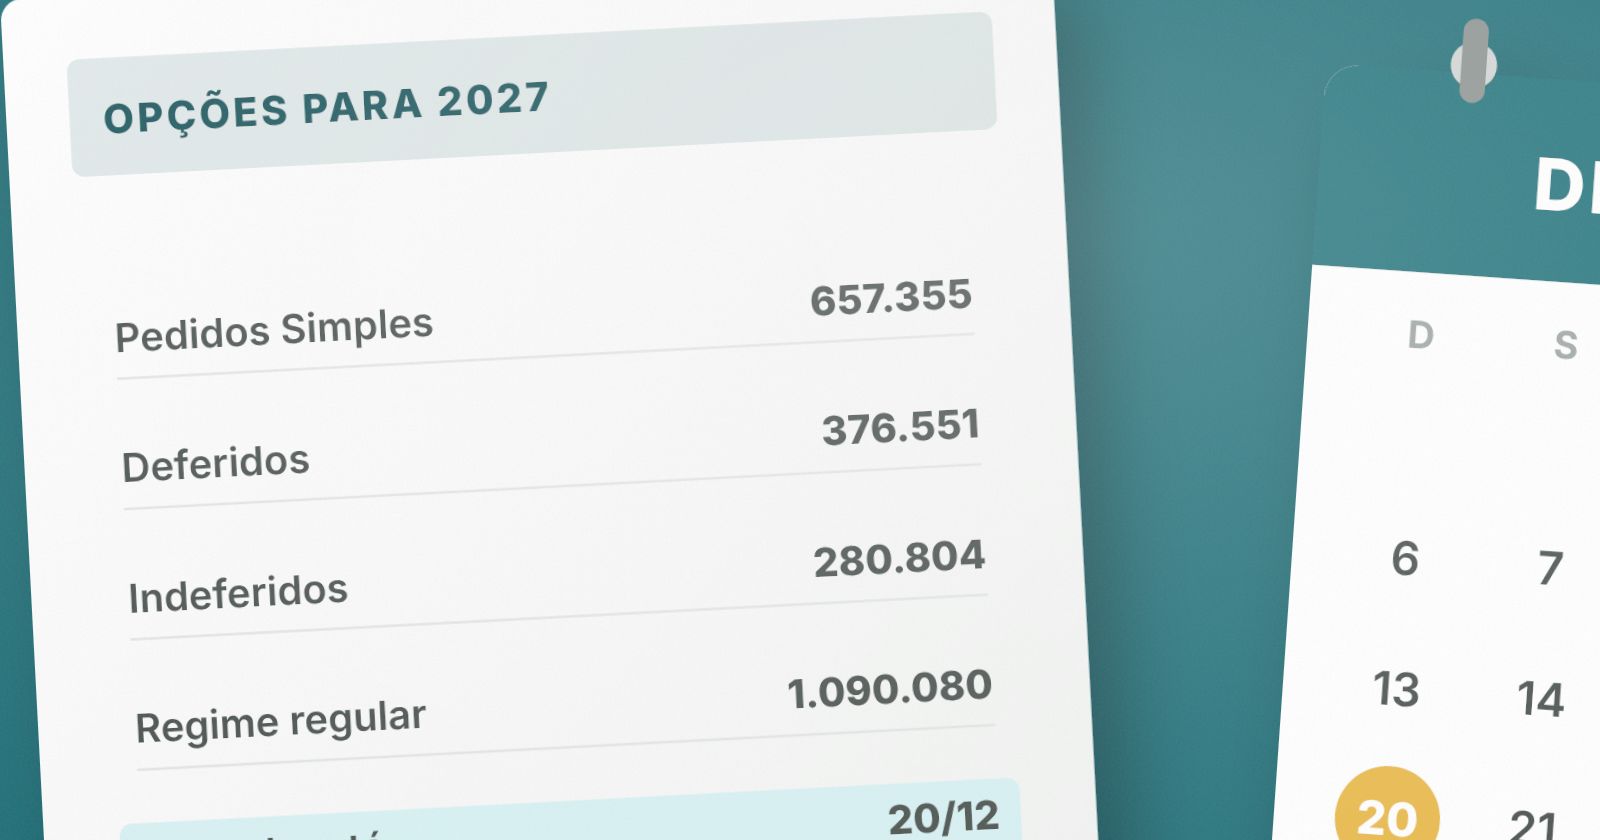 OPÇÕES PARA 2027
Pedidos Simples 657.355
Deferidos 376.551
Indeferidos 280.804
Regime regular 1.090.080
20/12
D S
6 7
13 14
20 21